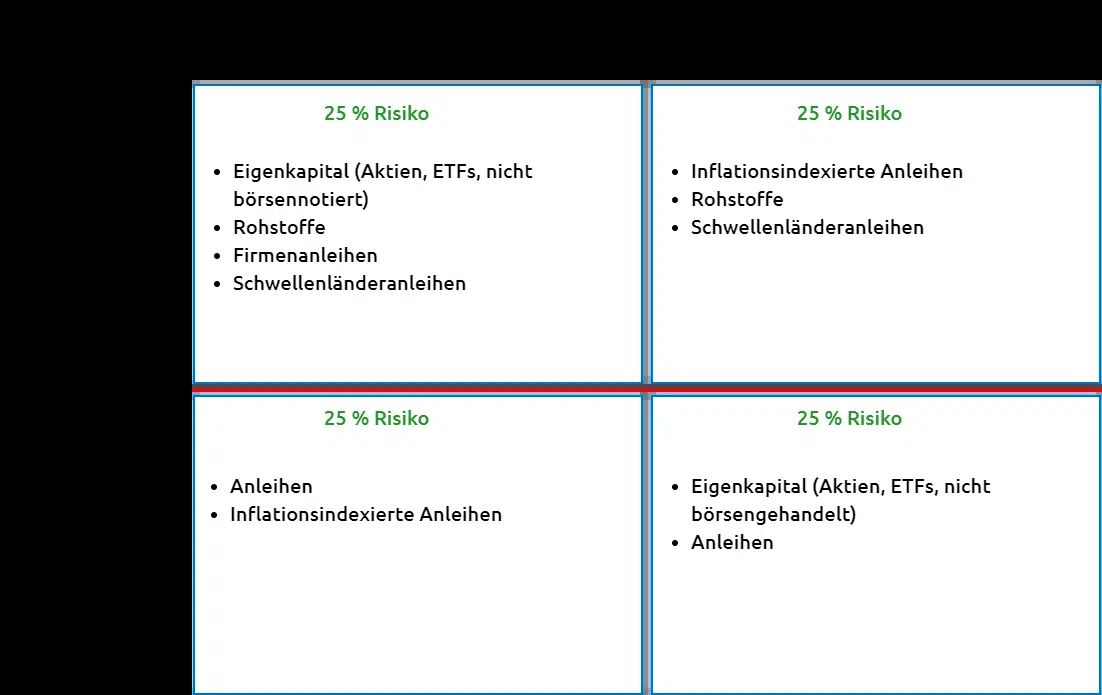 25 % Risiko
• Eigenkapital (Aktien, ETFs, nicht
börsennotiert)
• Rohstoffe
• Firmenanleihen
• Schwellenländeranleihen
25 % Risiko
• Inflationsindexierte Anleihen
• Rohstoffe
• Schwellenländeranleihen
25 % Risiko
• Anleihen
• Inflationsindexierte Anleihen
25 % Risiko
• Eigenkapital (Aktien, ETFs, nicht
börsengehandelt)
• Anleihen